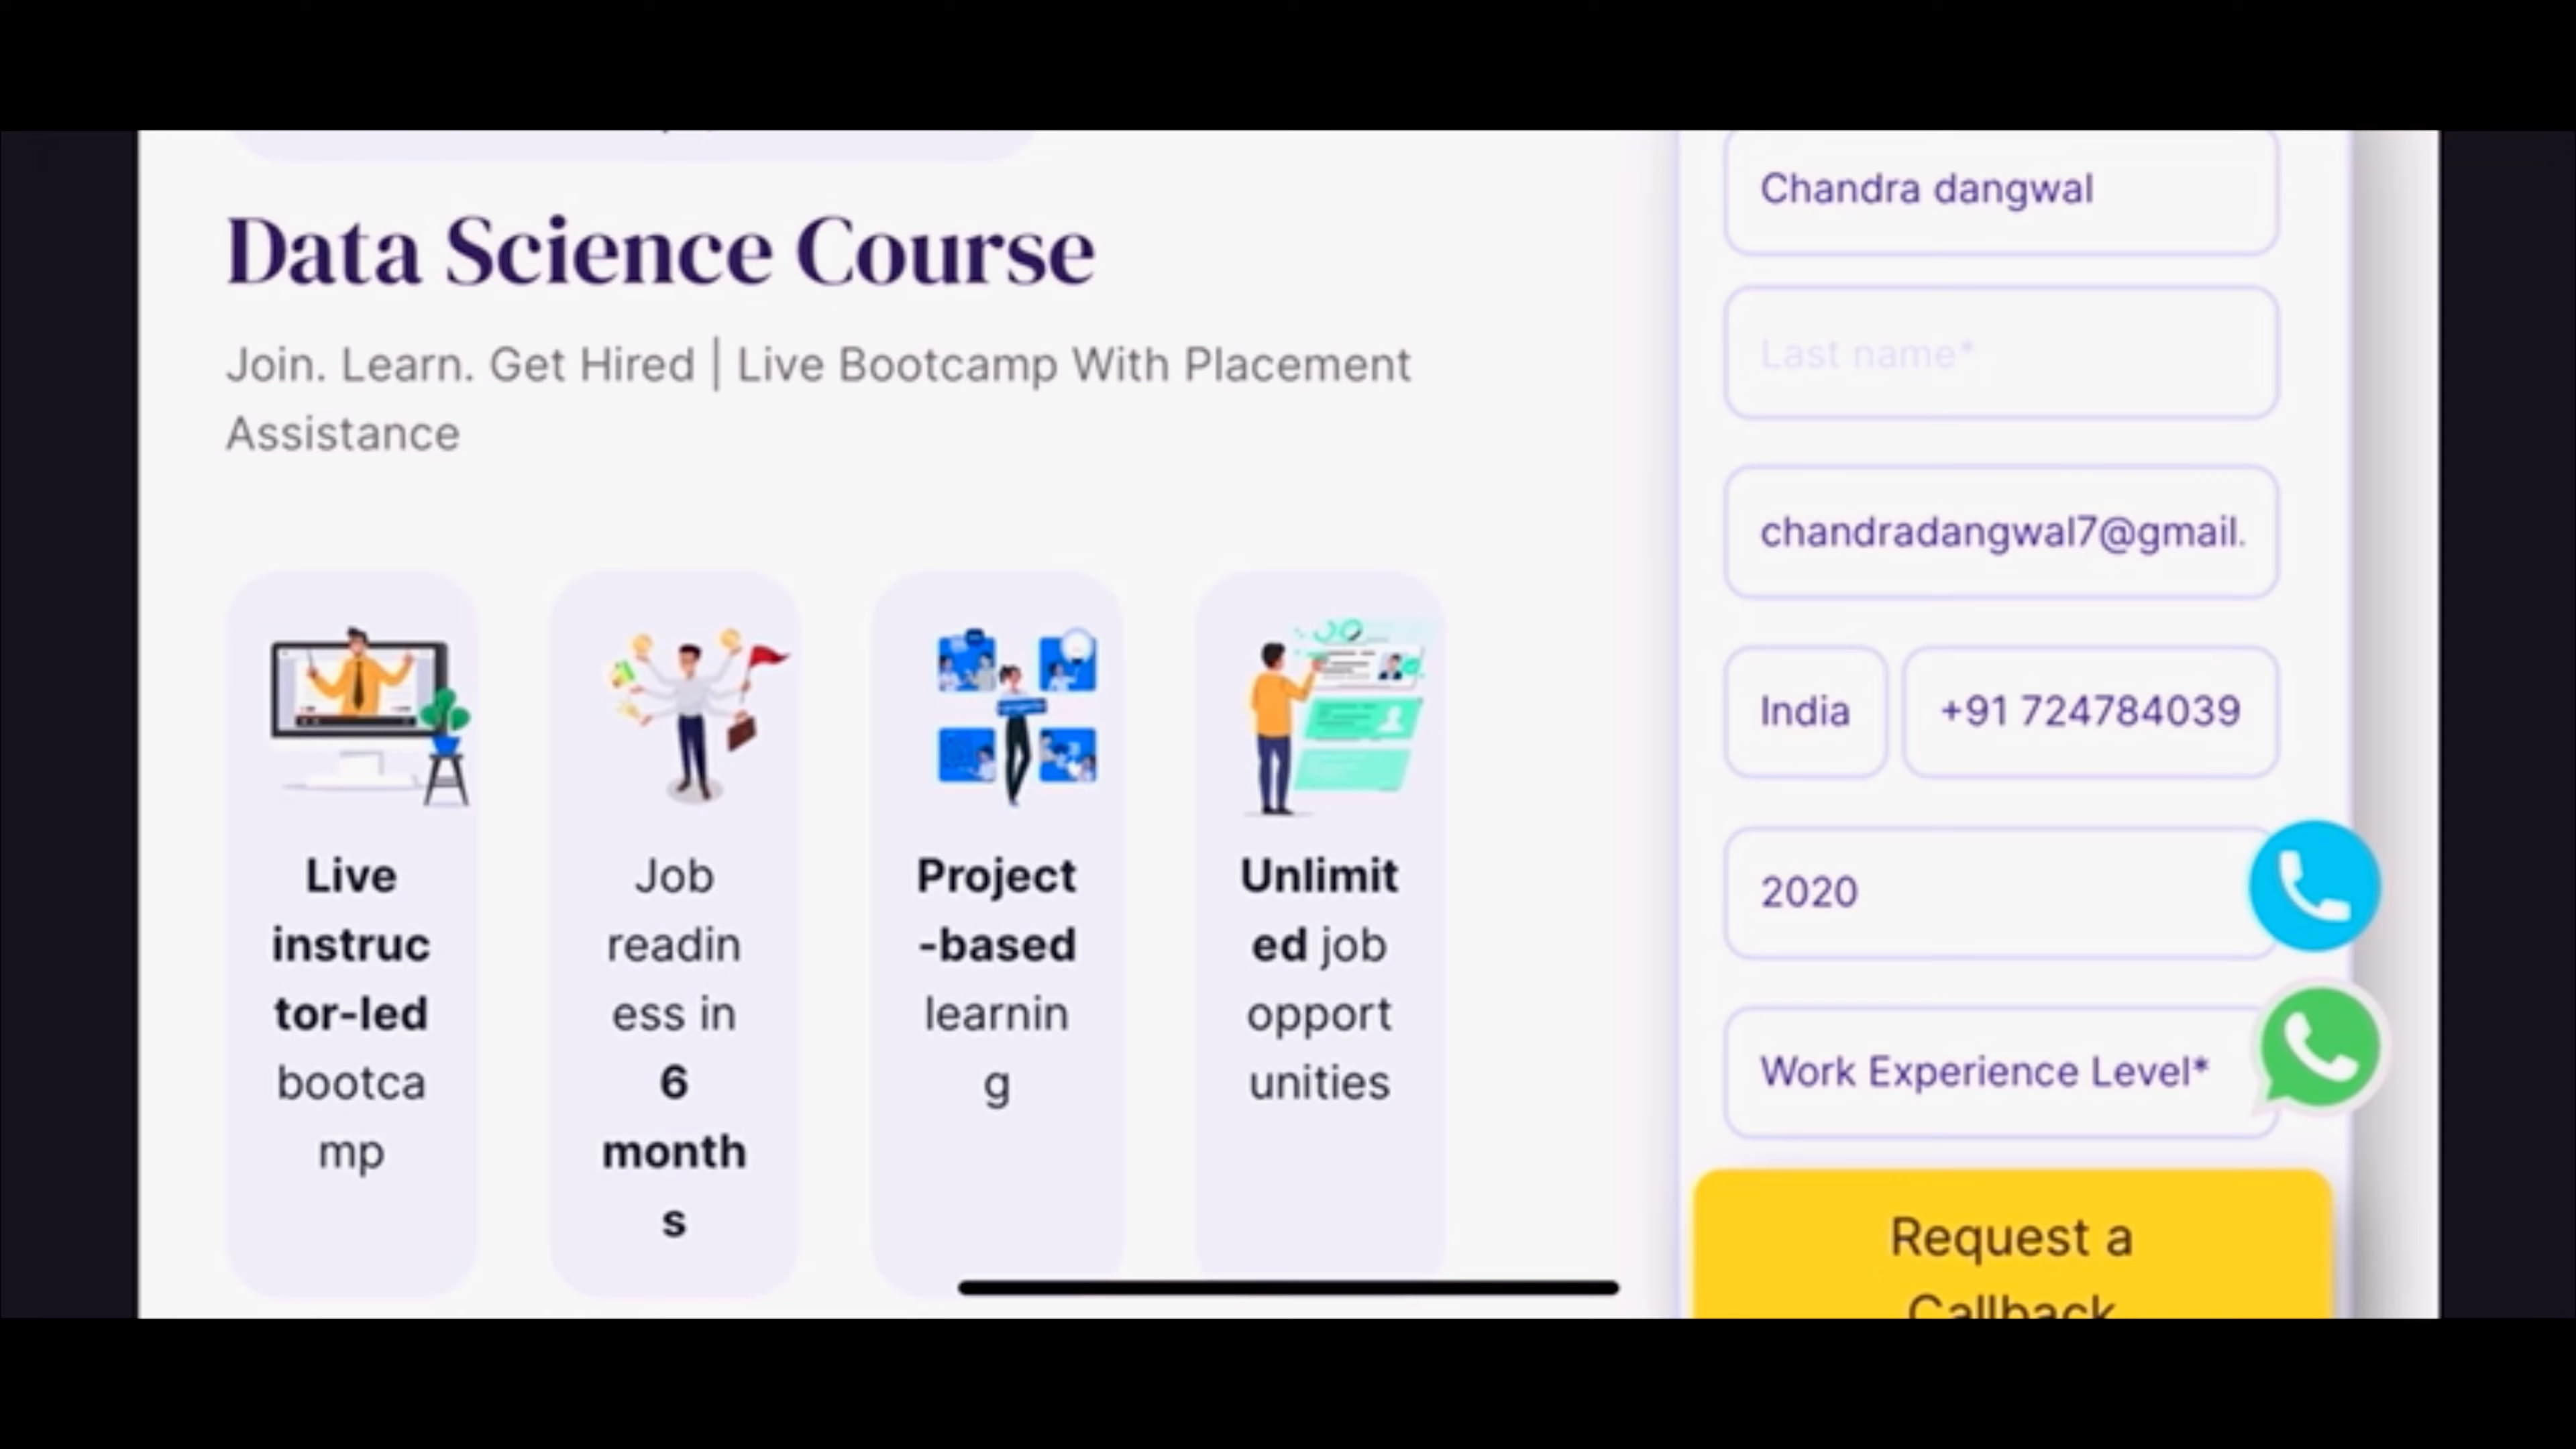 Data Science Course
Join. Learn. Get Hired | Live Bootcamp With Placement
Assistance
Live
instruc
tor-led
bootca
mp
Job
readin
ess in
6
month
s
Project
-based
learnin
g
Unlimit
ed job
opport
unities
Chandra dangwal
Last name*
chandradangwal7@gmail.
India
+91 724784039
2020
Work Experience Level*
Request a
Callback